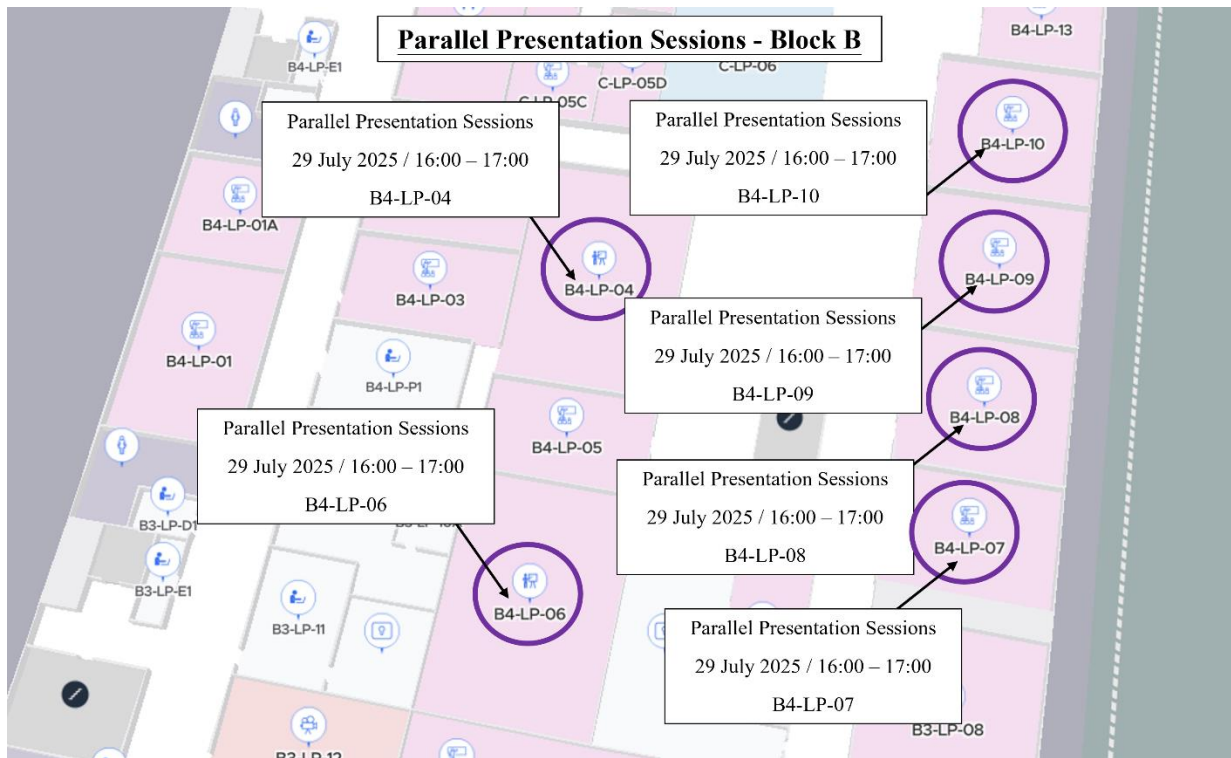 Parallel Presentation Sessions - Block B
B4-LP-E1
B4-LP-13
C-LP-05C
C-LP-05D
C-LP-06
Parallel Presentation Sessions
29 July 2025 / 16:00 – 17:00
B4-LP-04
Parallel Presentation Sessions
29 July 2025 / 16:00 – 17:00
B4-LP-10
B4-LP-10
B4-LP-01A
B4-LP-03
B4-LP-04
B4-LP-09
Parallel Presentation Sessions
29 July 2025 / 16:00 – 17:00
B4-LP-09
B4-LP-01
B4-LP-P1
B4-LP-08
Parallel Presentation Sessions
29 July 2025 / 16:00 – 17:00
B4-LP-06
B4-LP-05
Parallel Presentation Sessions
29 July 2025 / 16:00 – 17:00
B4-LP-08
B3-LP-D1
B4-LP-07
B3-LP-E1
B4-LP-06
B3-LP-11
Parallel Presentation Sessions
29 July 2025 / 16:00 – 17:00
B4-LP-07
B3-LP-08
B3-LP-12